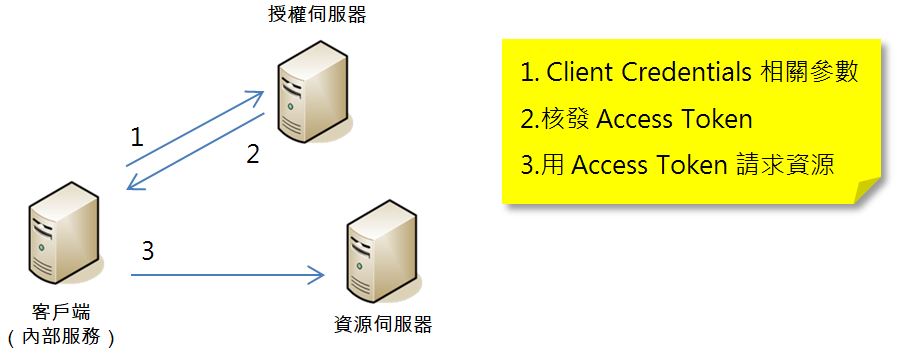 授權伺服器
1
2
3
客戶端
（內部服務）
資源伺服器
1. Client Credentials 相關參數
2.核發 Access Token
3.用 Access Token 請求資源